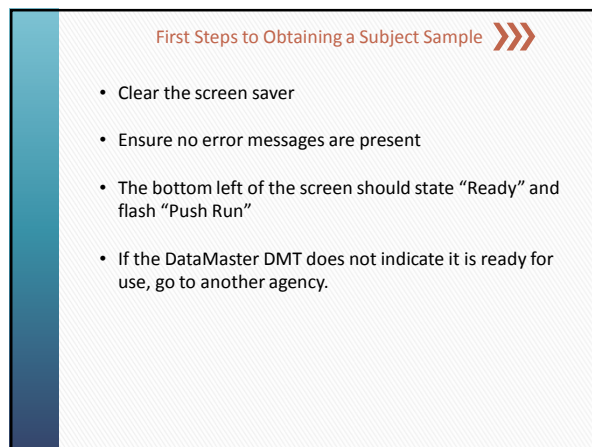 First Steps to Obtaining a Subject Sample
• Clear the screen saver
• Ensure no error messages are present
• The bottom left of the screen should state “Ready” and
flash “Push Run”
• If the DataMaster DMT does not indicate it is ready for
use, go to another agency.